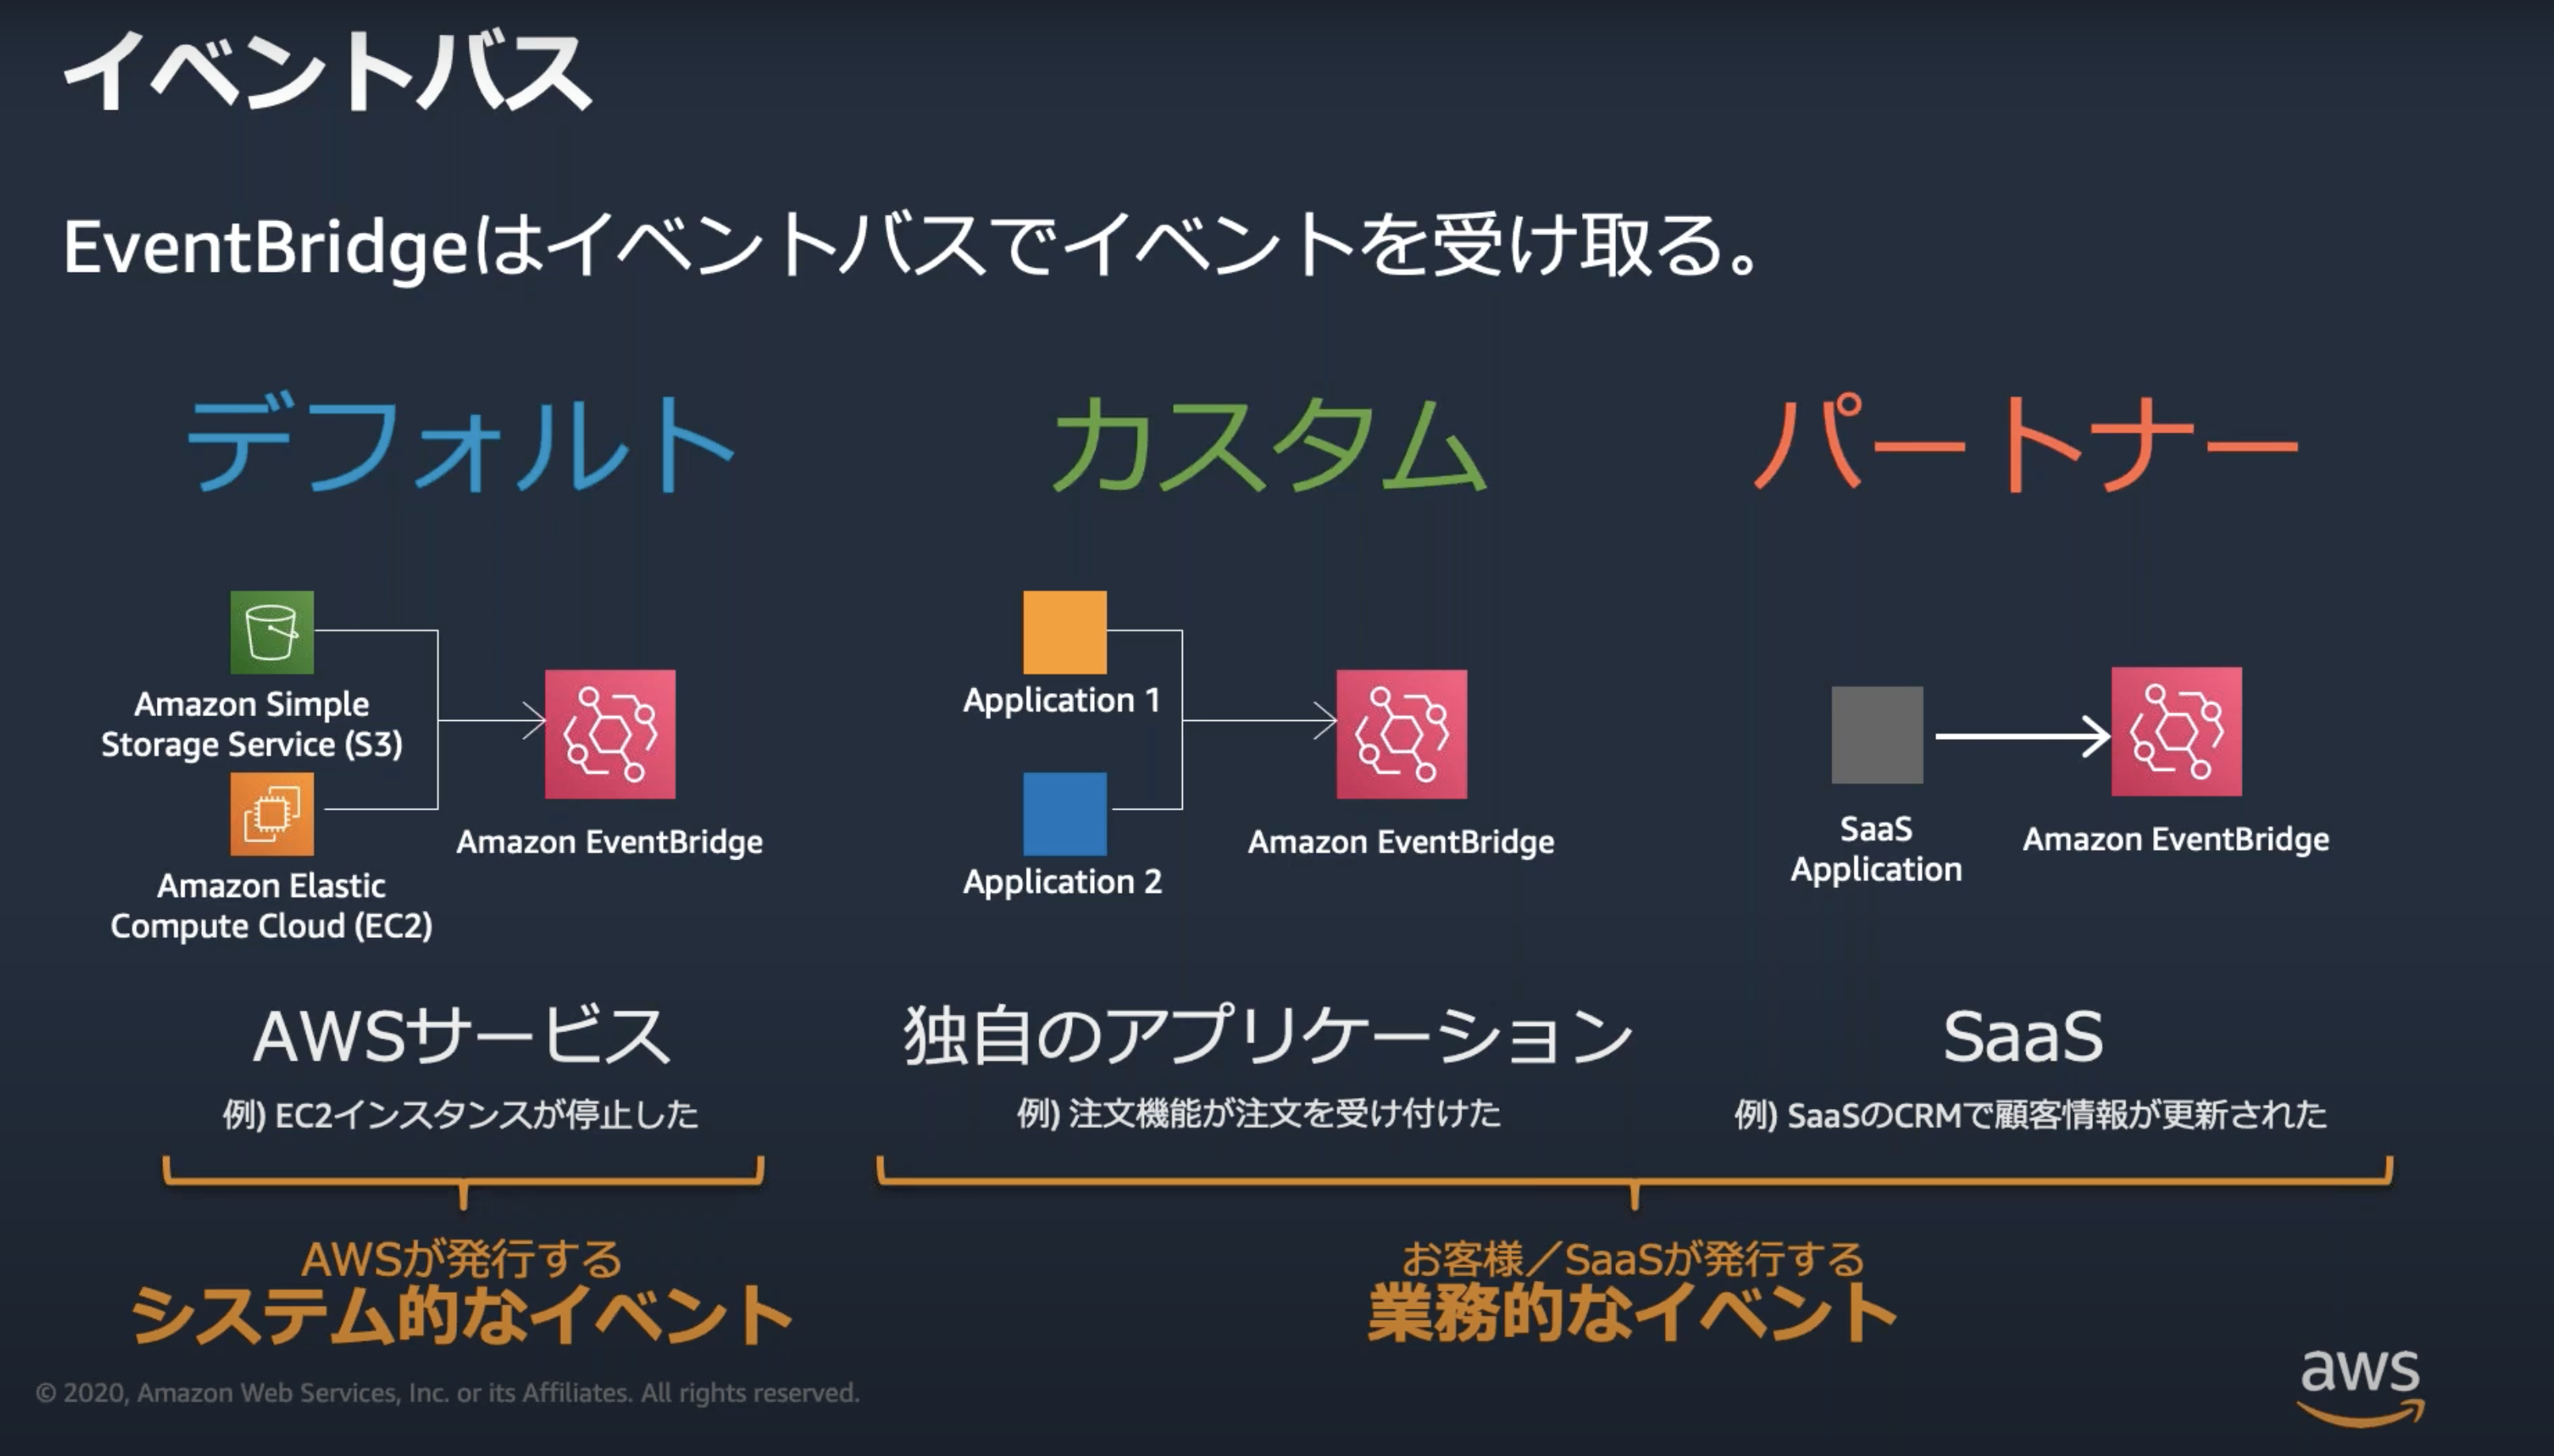 イベントバス
EventBridgeはイベントバスでイベントを受け取る。
デフォルト
Amazon Simple
Storage Service (S3)
Amazon Elastic
Compute Cloud (EC2)
Amazon EventBridge
AWSサービス
例) EC2インスタンスが停止した
カスタム
Application 1
Application 2
Amazon EventBridge
独自のアプリケーション
例) 注文機能が注文を受け付けた
パートナー
SaaS
Application
Amazon EventBridge
SaaS
例) SaaSのCRMで顧客情報が更新された
AWSが発行する
システム的なイベント
お客様／SaaSが発行する
業務的なイベント
© 2020, Amazon Web Services, Inc. or its Affiliates. All rights reserved.
aws